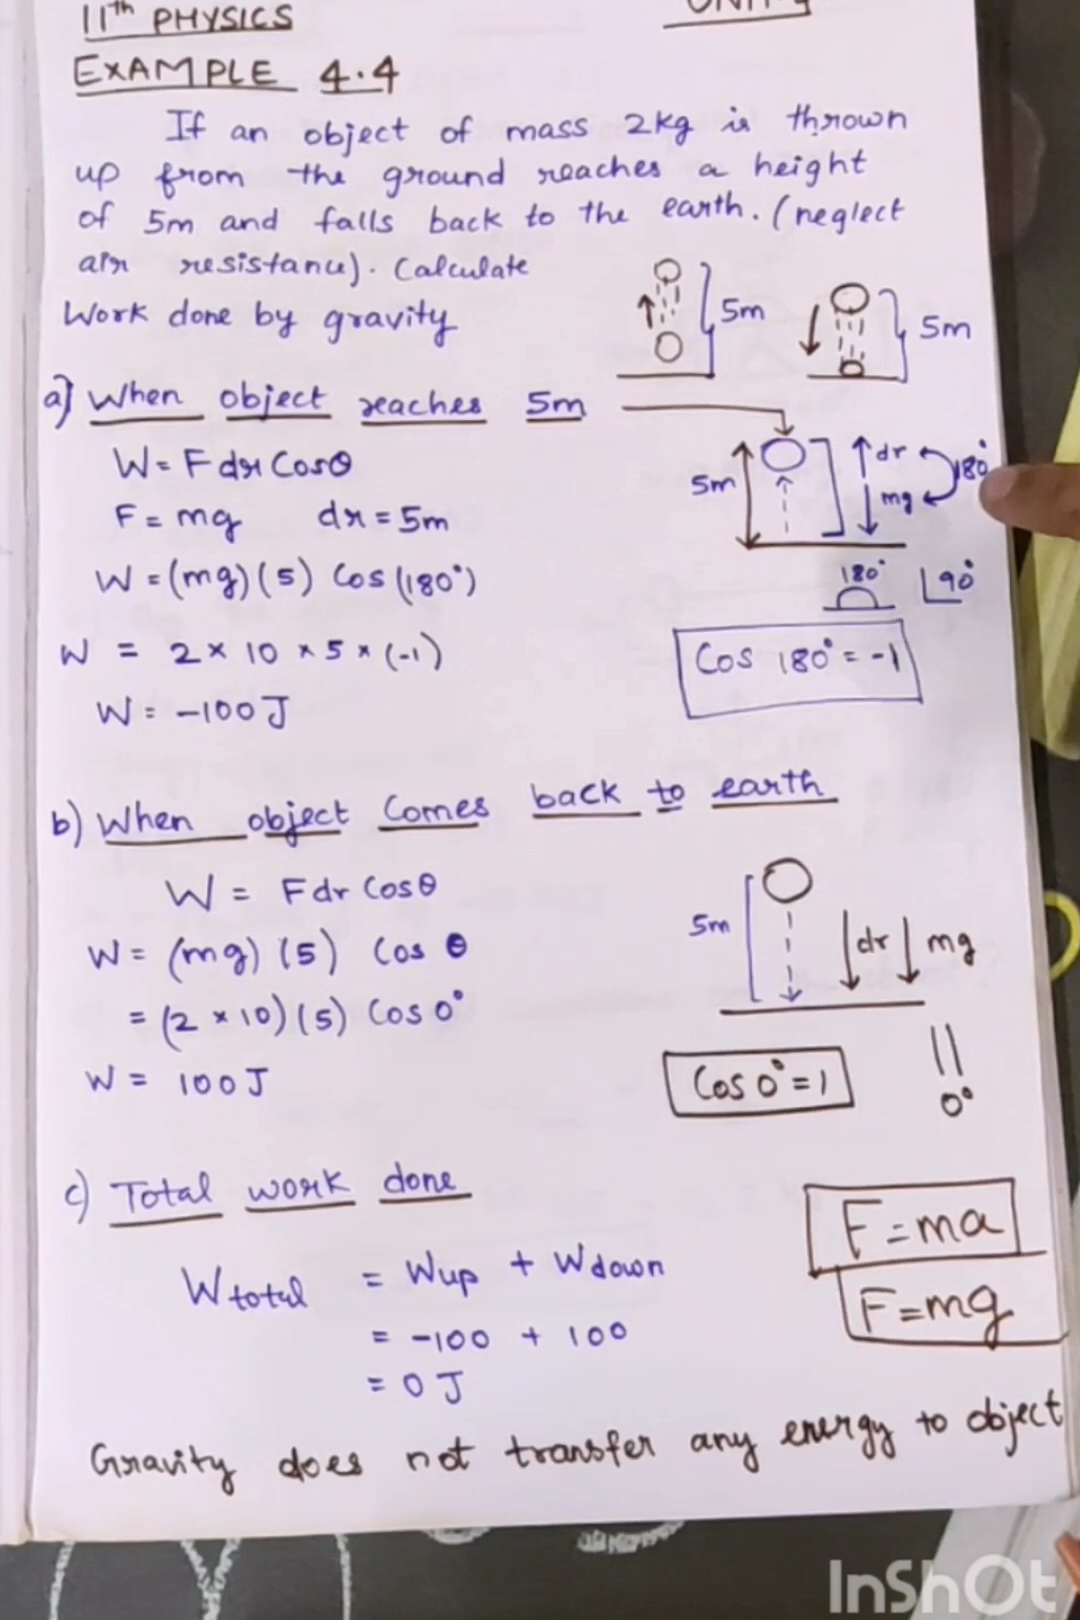 11th PHYSICS
UNIT-4
EXAMPLE 4.4
If an object of mass 2kg is thrown
up from the ground reaches a height
of 5m and falls back to the earth. (neglect
air resistance). Calculate
Work done by gravity
5m
5m
a) When object reaches 5m
W = F dr Cosθ
F = mg dr = 5m
W = (mg) (5) Cos (180°)
W = 2 × 10 × 5 × (-1)
W = -100 J
5m
dr
mg
180°
180°
90°
Cos 180° = -1
b) When object Comes back to earth
W = F dr Cosθ
W = (mg) (5) Cos θ
= (2 × 10) (5) Cos 0°
W = 100 J
5m
dr
mg
Cos 0° = 1
0°
c) Total work done
W total = Wup + Wdown
= -100 + 100
= 0 J
F = ma
F = mg
Gravity does not transfer any energy to object
InShOt